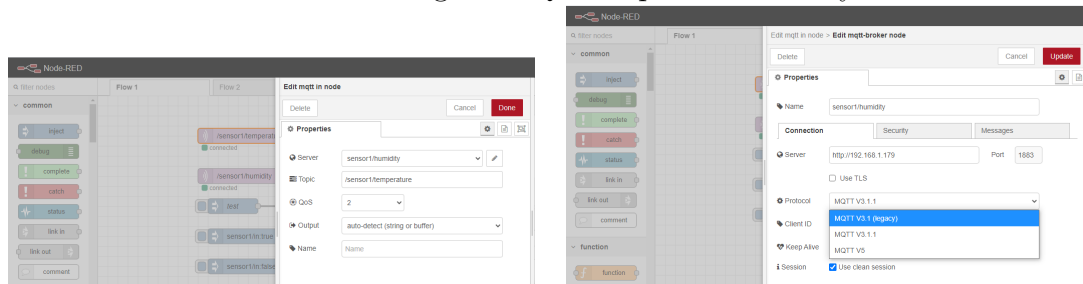 Node-RED
filter nodes
Flow 1
Flow 2
common
inject
debug
complete
catch
status
link in
link out
comment
/sensor1/temperat
connected
/sensor1/humidity
connected
test
sensor1/in:true
sensor1/in:false
Edit mqtt in node
Delete
Cancel
Done
Properties
Server
sensor1/humidity
Topic
/sensor1/temperature
QoS
2
Output
auto-detect (string or buffer)
Name
Name
Node-RED
filter nodes
Flow 1
common
inject
debug
complete
catch
status
link in
link out
comment
function
function
Edit mqtt in node > Edit mqtt-broker node
Delete
Cancel
Update
Properties
Name
sensor1/humidity
Connection
Security
Messages
Server
http://192.168.1.179
Port
1883
Use TLS
Protocol
MQTT V3.1.1
MQTT V3.1 (legacy)
MQTT V3.1.1
MQTT V5
Client ID
Keep Alive
Session
Use clean session